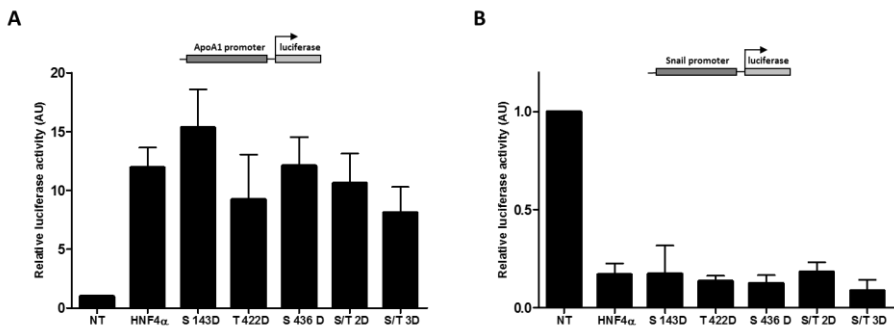 A
ApoA1 promoter luciferase
Relative luciferase activity (AU)
20
15
10
5
0
NT HNF4α S 143D T 422D S 436 D S/T 2D S/T 3D
B
Snail promoter luciferase
Relative luciferase activity (AU)
1.0
0.5
0.0
NT HNF4α S 143D T 422D S 436 D S/T 2D S/T 3D